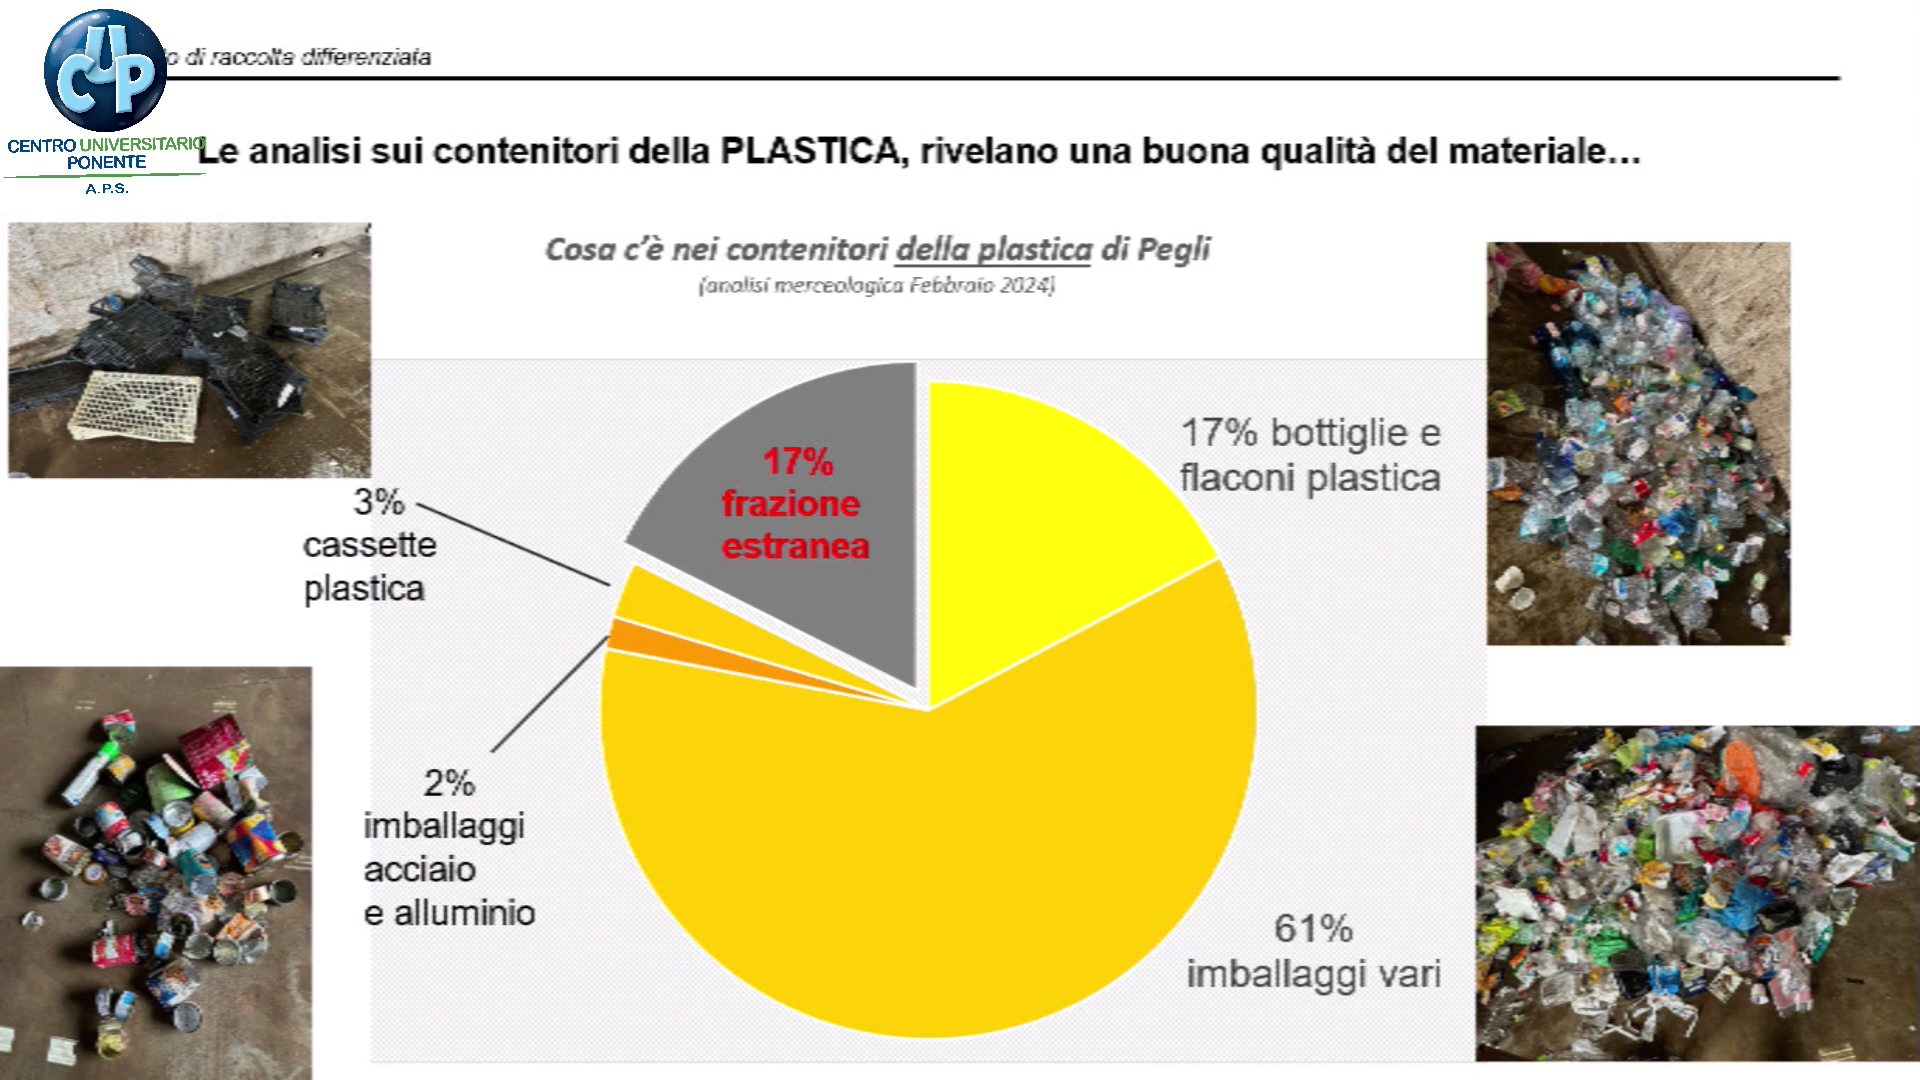 di raccolta differenziata
CUP
CENTRO UNIVERSITARIO
PONENTE
A.P.S.
Le analisi sui contenitori della PLASTICA, rivelano una buona qualità del materiale...
Cosa c'è nei contenitori della plastica di Pegli
(analisi merceologica Febbraio 2024)
17% bottiglie e
flaconi plastica
17%
frazione
estranea
3%
cassette
plastica
2%
imballaggi
acciaio
e alluminio
61%
imballaggi vari